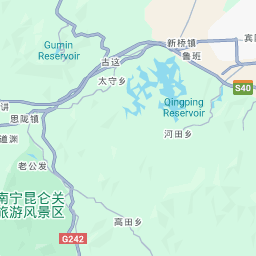 新桥镇
宾
鲁班
Gumin
Reservoir
古这
太守乡
S40
Qingping
Reservoir
讲
思陇镇
河田乡
道渊
老公发
南宁昆仑关
旅游风景区
高田乡
G242